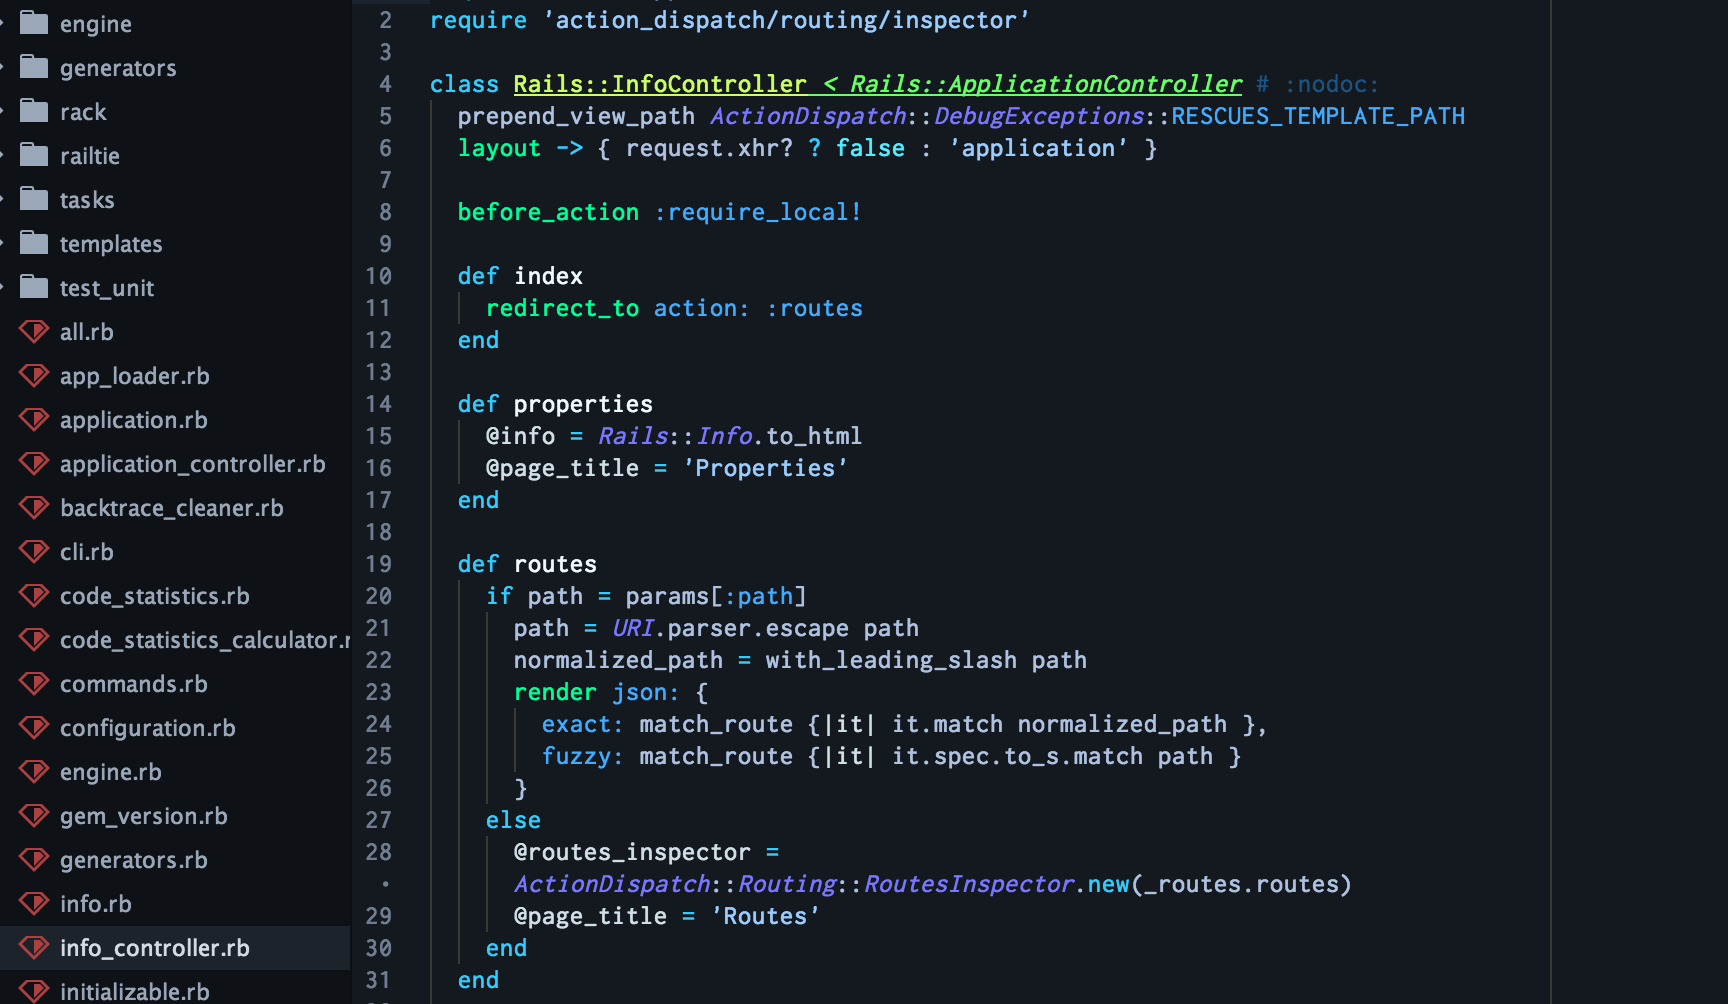 engine
generators
rack
railtie
tasks
templates
test_unit
all.rb
app_loader.rb
application.rb
application_controller.rb
backtrace_cleaner.rb
cli.rb
code_statistics.rb
code_statistics_calculator.r
commands.rb
configuration.rb
engine.rb
gem_version.rb
generators.rb
info.rb
info_controller.rb
initializable.rb
2 require 'action_dispatch/routing/inspector'
3
4 class Rails::InfoController < Rails::ApplicationController # :nodoc:
5 prepend_view_path ActionDispatch::DebugExceptions::RESCUES_TEMPLATE_PATH
6 layout -> { request.xhr? ? false : 'application' }
7
8 before_action :require_local!
9
10 def index
11 redirect_to action: :routes
12 end
13
14 def properties
15 @info = Rails::Info.to_html
16 @page_title = 'Properties'
17 end
18
19 def routes
20 if path = params[:path]
21 path = URI.parser.escape path
22 normalized_path = with_leading_slash path
23 render json: {
24 exact: match_route {|it| it.match normalized_path },
25 fuzzy: match_route {|it| it.spec.to_s.match path }
26 }
27 else
28 @routes_inspector =
• ActionDispatch::Routing::RoutesInspector.new(_routes.routes)
29 @page_title = 'Routes'
30 end
31 end